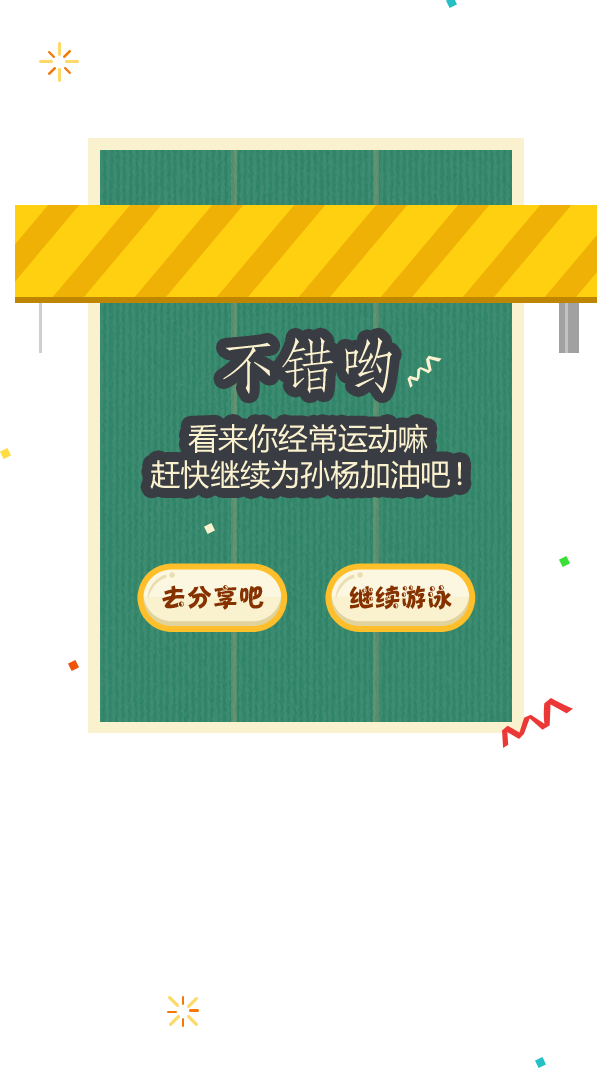 不错哟
看来你经常运动嘛
赶快继续为孙杨加油吧!
去分享吧
继续游泳